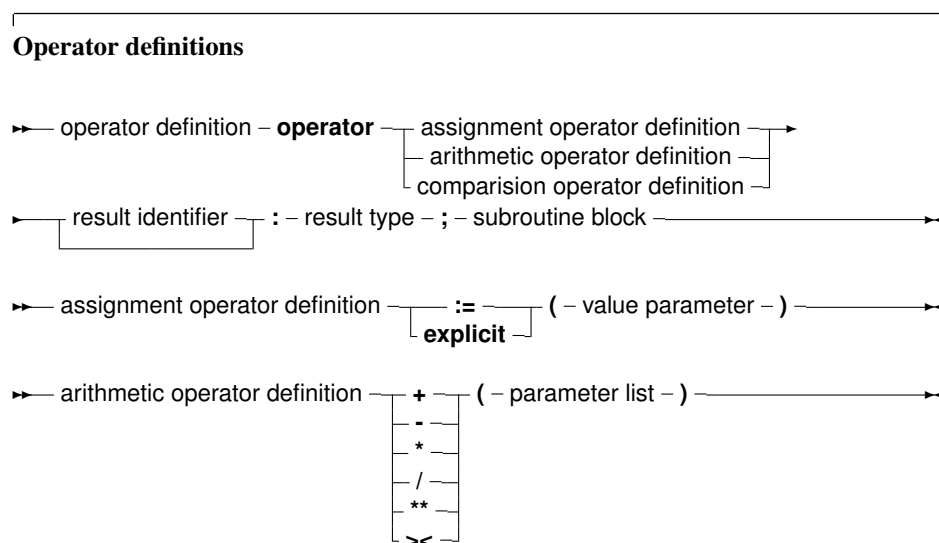 Operator definitions
operator definition operator assignment operator definition
arithmetic operator definition
comparision operator definition
result identifier : result type ; subroutine block
assignment operator definition := ( value parameter )
explicit
arithmetic operator definition + ( parameter list )
-
*
/
**
><